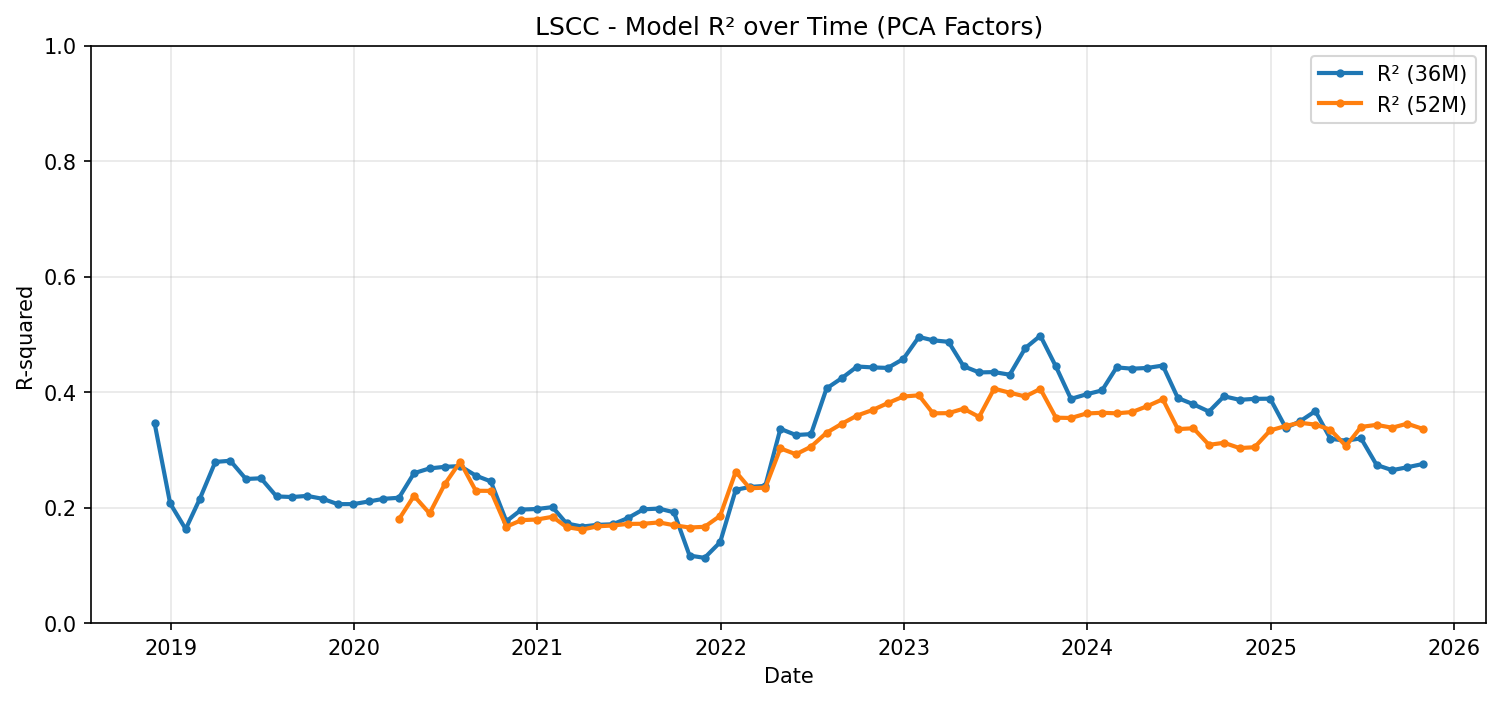 LSCC - Model R² over Time (PCA Factors)
R² (36M)
R² (52M)
R-squared
1.0
0.8
0.6
0.4
0.2
0.0
2019 2020 2021 2022 2023 2024 2025 2026
Date